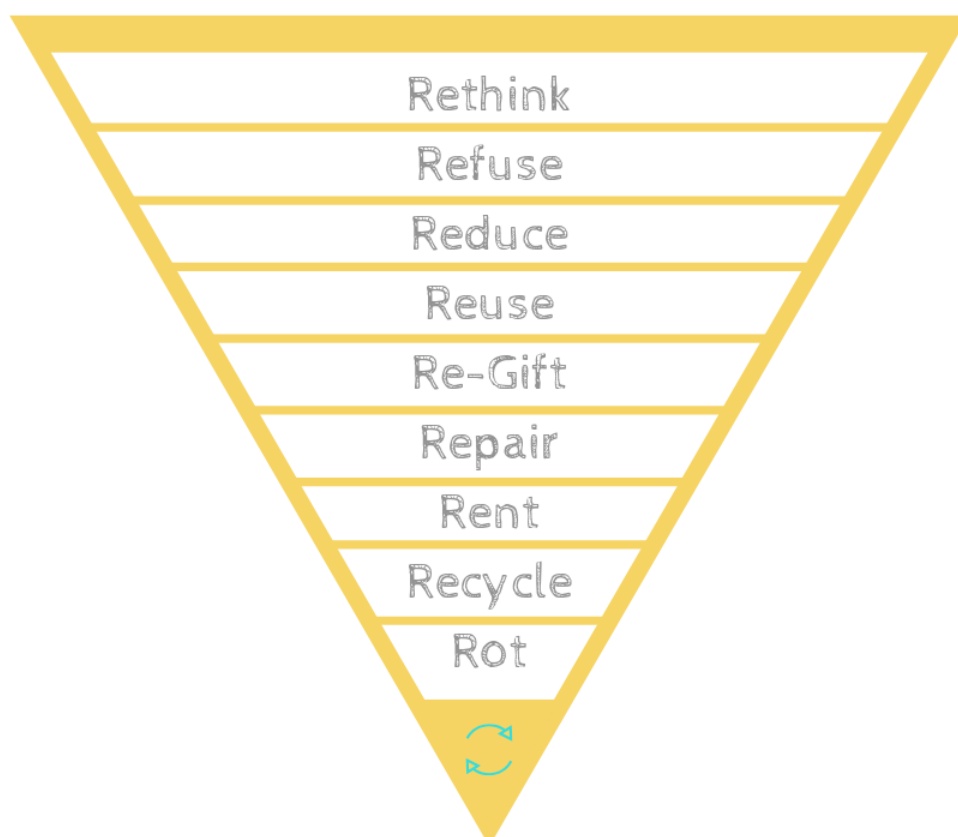 Rethink
Refuse
Reduce
Reuse
Re-Gift
Repair
Rent
Recycle
Rot